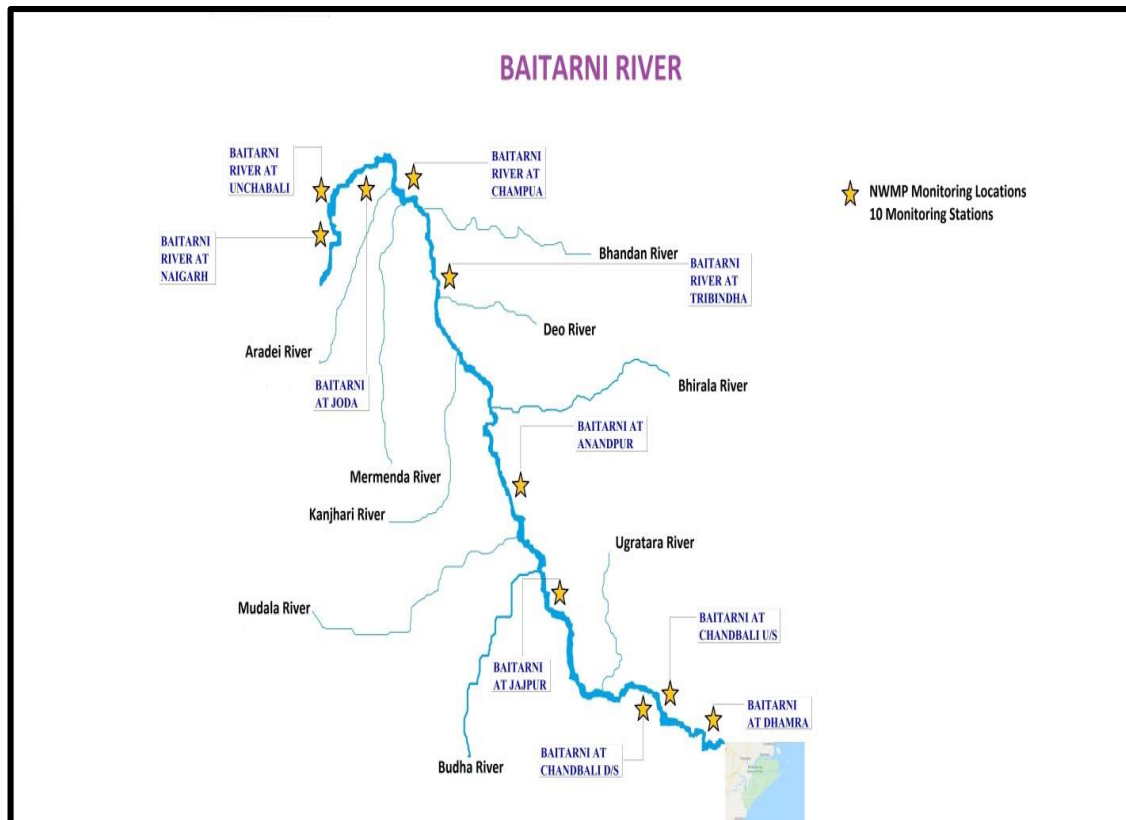 BAITARNI RIVER
BAITARNI
RIVER AT
UNCHABALI
BAITARNI
RIVER AT
CHAMPUA
NWMP Monitoring Locations
10 Monitoring Stations
BAITARNI
RIVER AT
NAIGARH
Bhandan River
BAITARNI
RIVER AT
TRIBINDHA
Deo River
Aradei River
BAITARNI
AT JODA
Bhirala River
BAITARNI AT
ANANDPUR
Mermenda River
Kanjhari River
Ugratara River
Mudala River
BAITARNI AT
CHANDBALI U/S
BAITARNI
AT JAJPUR
BAITARNI
AT DHAMRA
BAITARNI AT
CHANDBALI D/S
Budha River